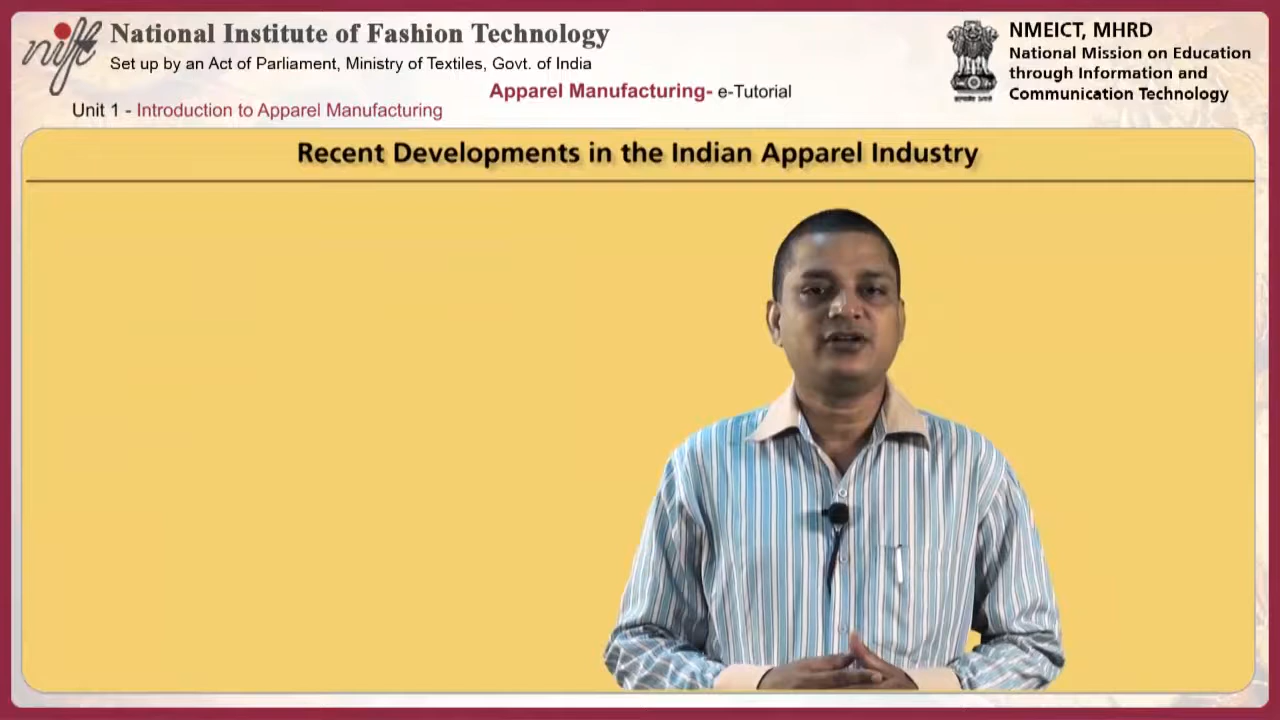 nift
National Institute of Fashion Technology
Set up by an Act of Parliament, Ministry of Textiles, Govt. of India
Apparel Manufacturing- e-Tutorial
Unit 1 - Introduction to Apparel Manufacturing
NMEICT, MHRD
National Mission on Education
through Information and
Communication Technology
Recent Developments in the Indian Apparel Industry